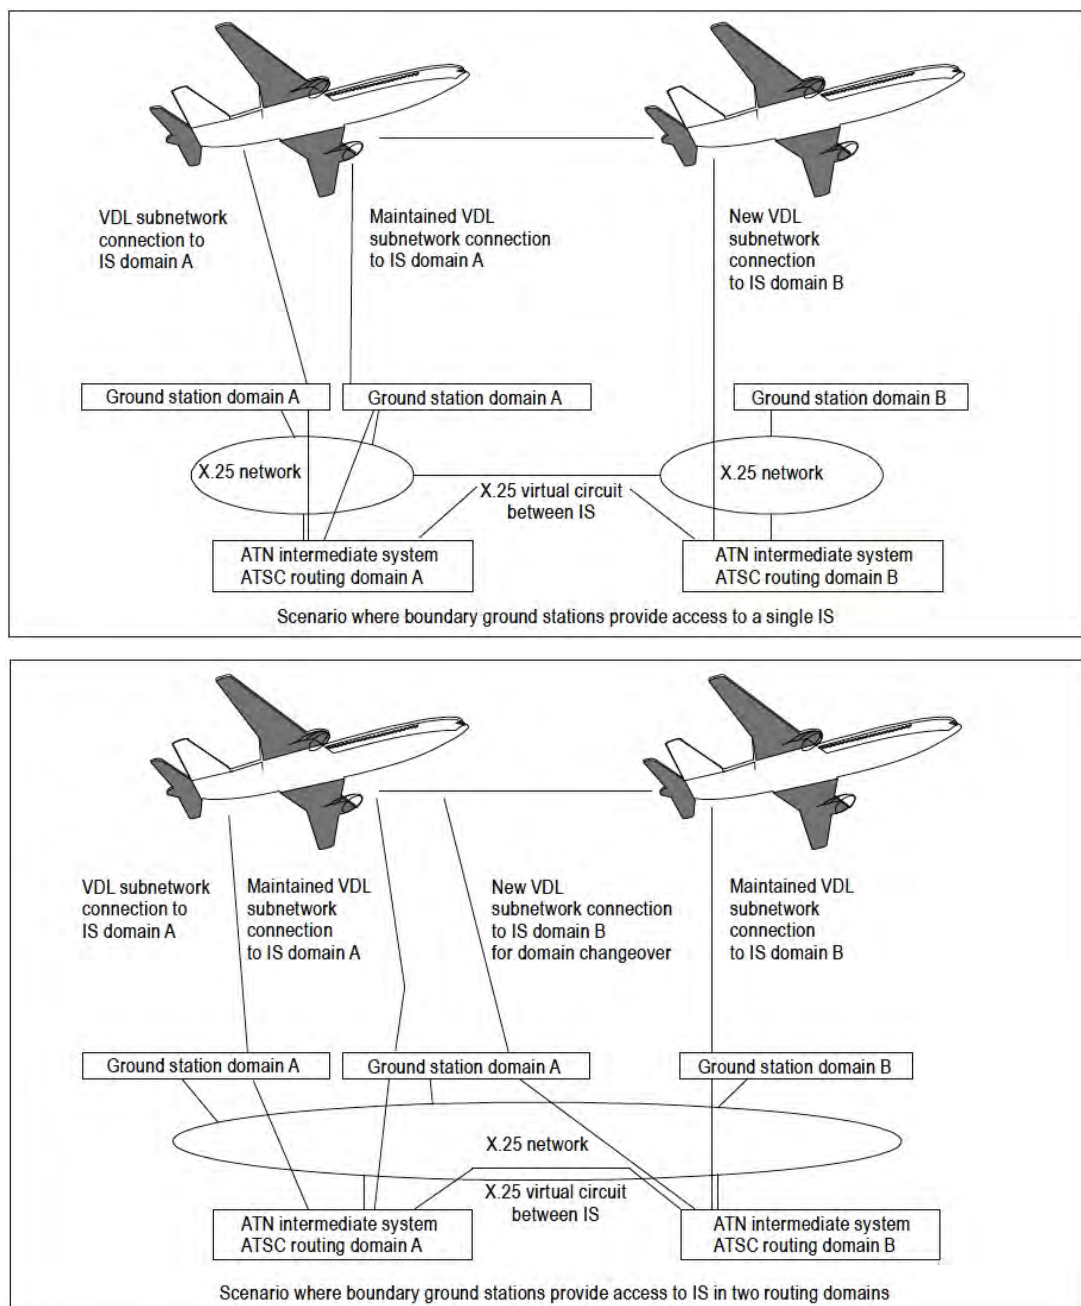 VDL subnetwork
connection to
IS domain A
Maintained VDL
subnetwork connection
to IS domain A
New VDL
subnetwork
connection
to IS domain B
Ground station domain A
Ground station domain A
Ground station domain B
X.25 network
X.25 virtual circuit
between IS
X.25 network
ATN intermediate system
ATSC routing domain A
ATN intermediate system
ATSC routing domain B
Scenario where boundary ground stations provide access to a single IS
VDL subnetwork
connection to
IS domain A
Maintained VDL
subnetwork
connection
to IS domain A
New VDL
subnetwork connection
to IS domain B
for domain changeover
Maintained VDL
subnetwork
connection
to IS domain B
Ground station domain A
Ground station domain A
Ground station domain B
X.25 network
X.25 virtual circuit
between IS
ATN intermediate system
ATSC routing domain A
ATN intermediate system
ATSC routing domain B
Scenario where boundary ground stations provide access to IS in two routing domains